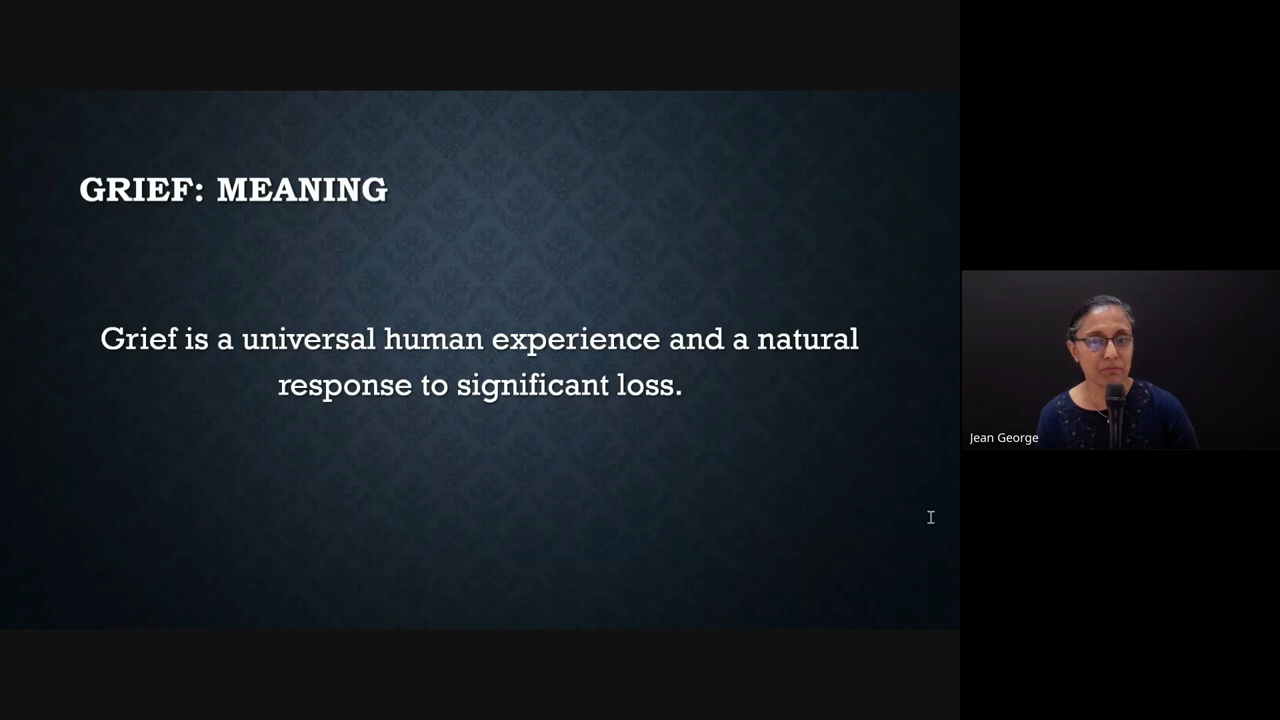 GRIEF: MEANING
Grief is a universal human experience and a natural
response to significant loss.
Jean George